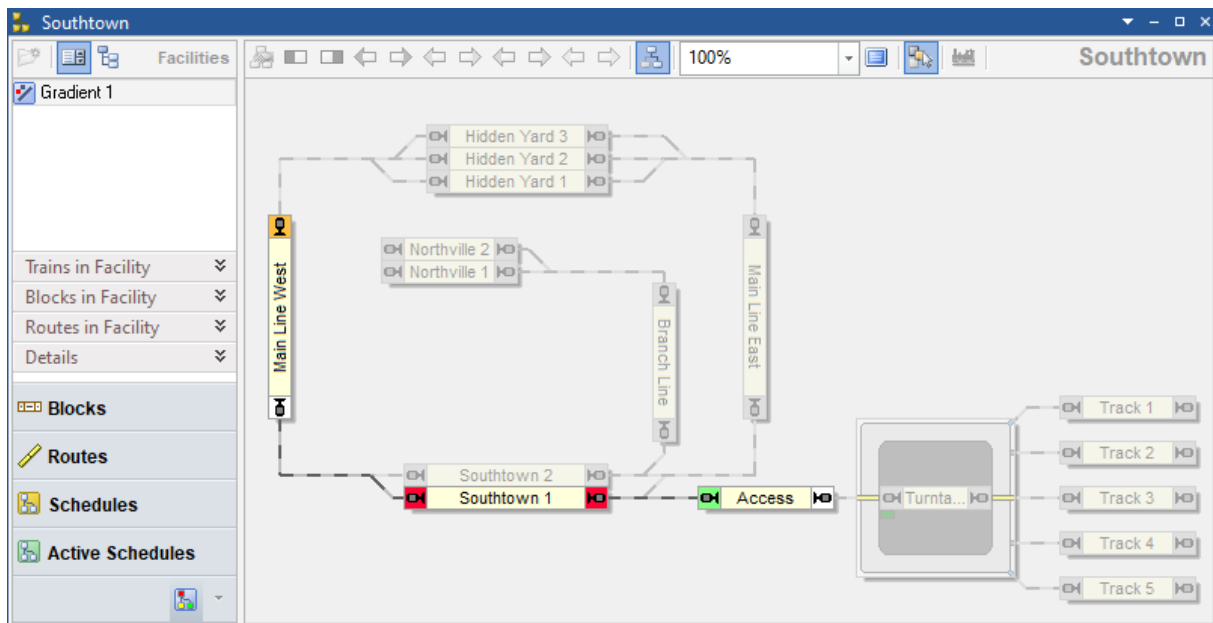 Southtown
Facilities
100%
Southtown
Gradient 1
Trains in Facility
Blocks in Facility
Routes in Facility
Details
Blocks
Routes
Schedules
Active Schedules
Hidden Yard 3
Hidden Yard 2
Hidden Yard 1
Northville 2
Northville 1
Main Line West
Branch Line
Main Line East
Southtown 2
Southtown 1
Access
Turnta...
Track 1
Track 2
Track 3
Track 4
Track 5